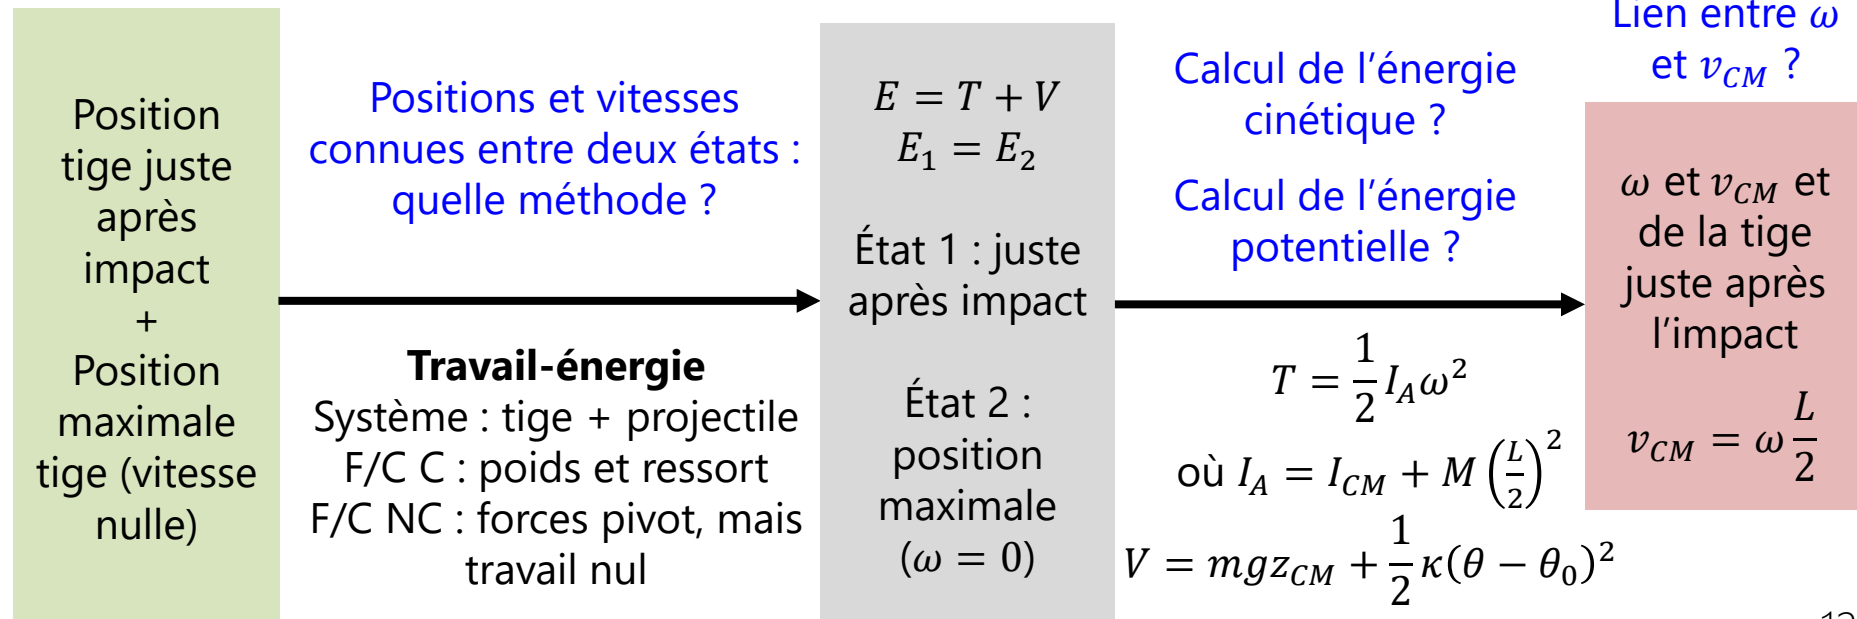 Position
tige juste
après
impact
+
Position
maximale
tige (vitesse
nulle)
Positions et vitesses
connues entre deux états :
quelle méthode ?
Travail-énergie
Système : tige + projectile
F/C C : poids et ressort
F/C NC : forces pivot, mais
travail nul
E = T + V
E₁ = E₂
État 1 : juste
après impact
État 2 :
position
maximale
(ω = 0)
Calcul de l’énergie
cinétique ?
Calcul de l’énergie
potentielle ?
T = 1/2 I_A ω²
où I_A = I_CM + M (L/2)²
V = mgz_CM + 1/2 κ(θ − θ₀)²
Lien entre ω
et v_CM ?
ω et v_CM et
de la tige
juste après
l’impact
v_CM = ω L/2